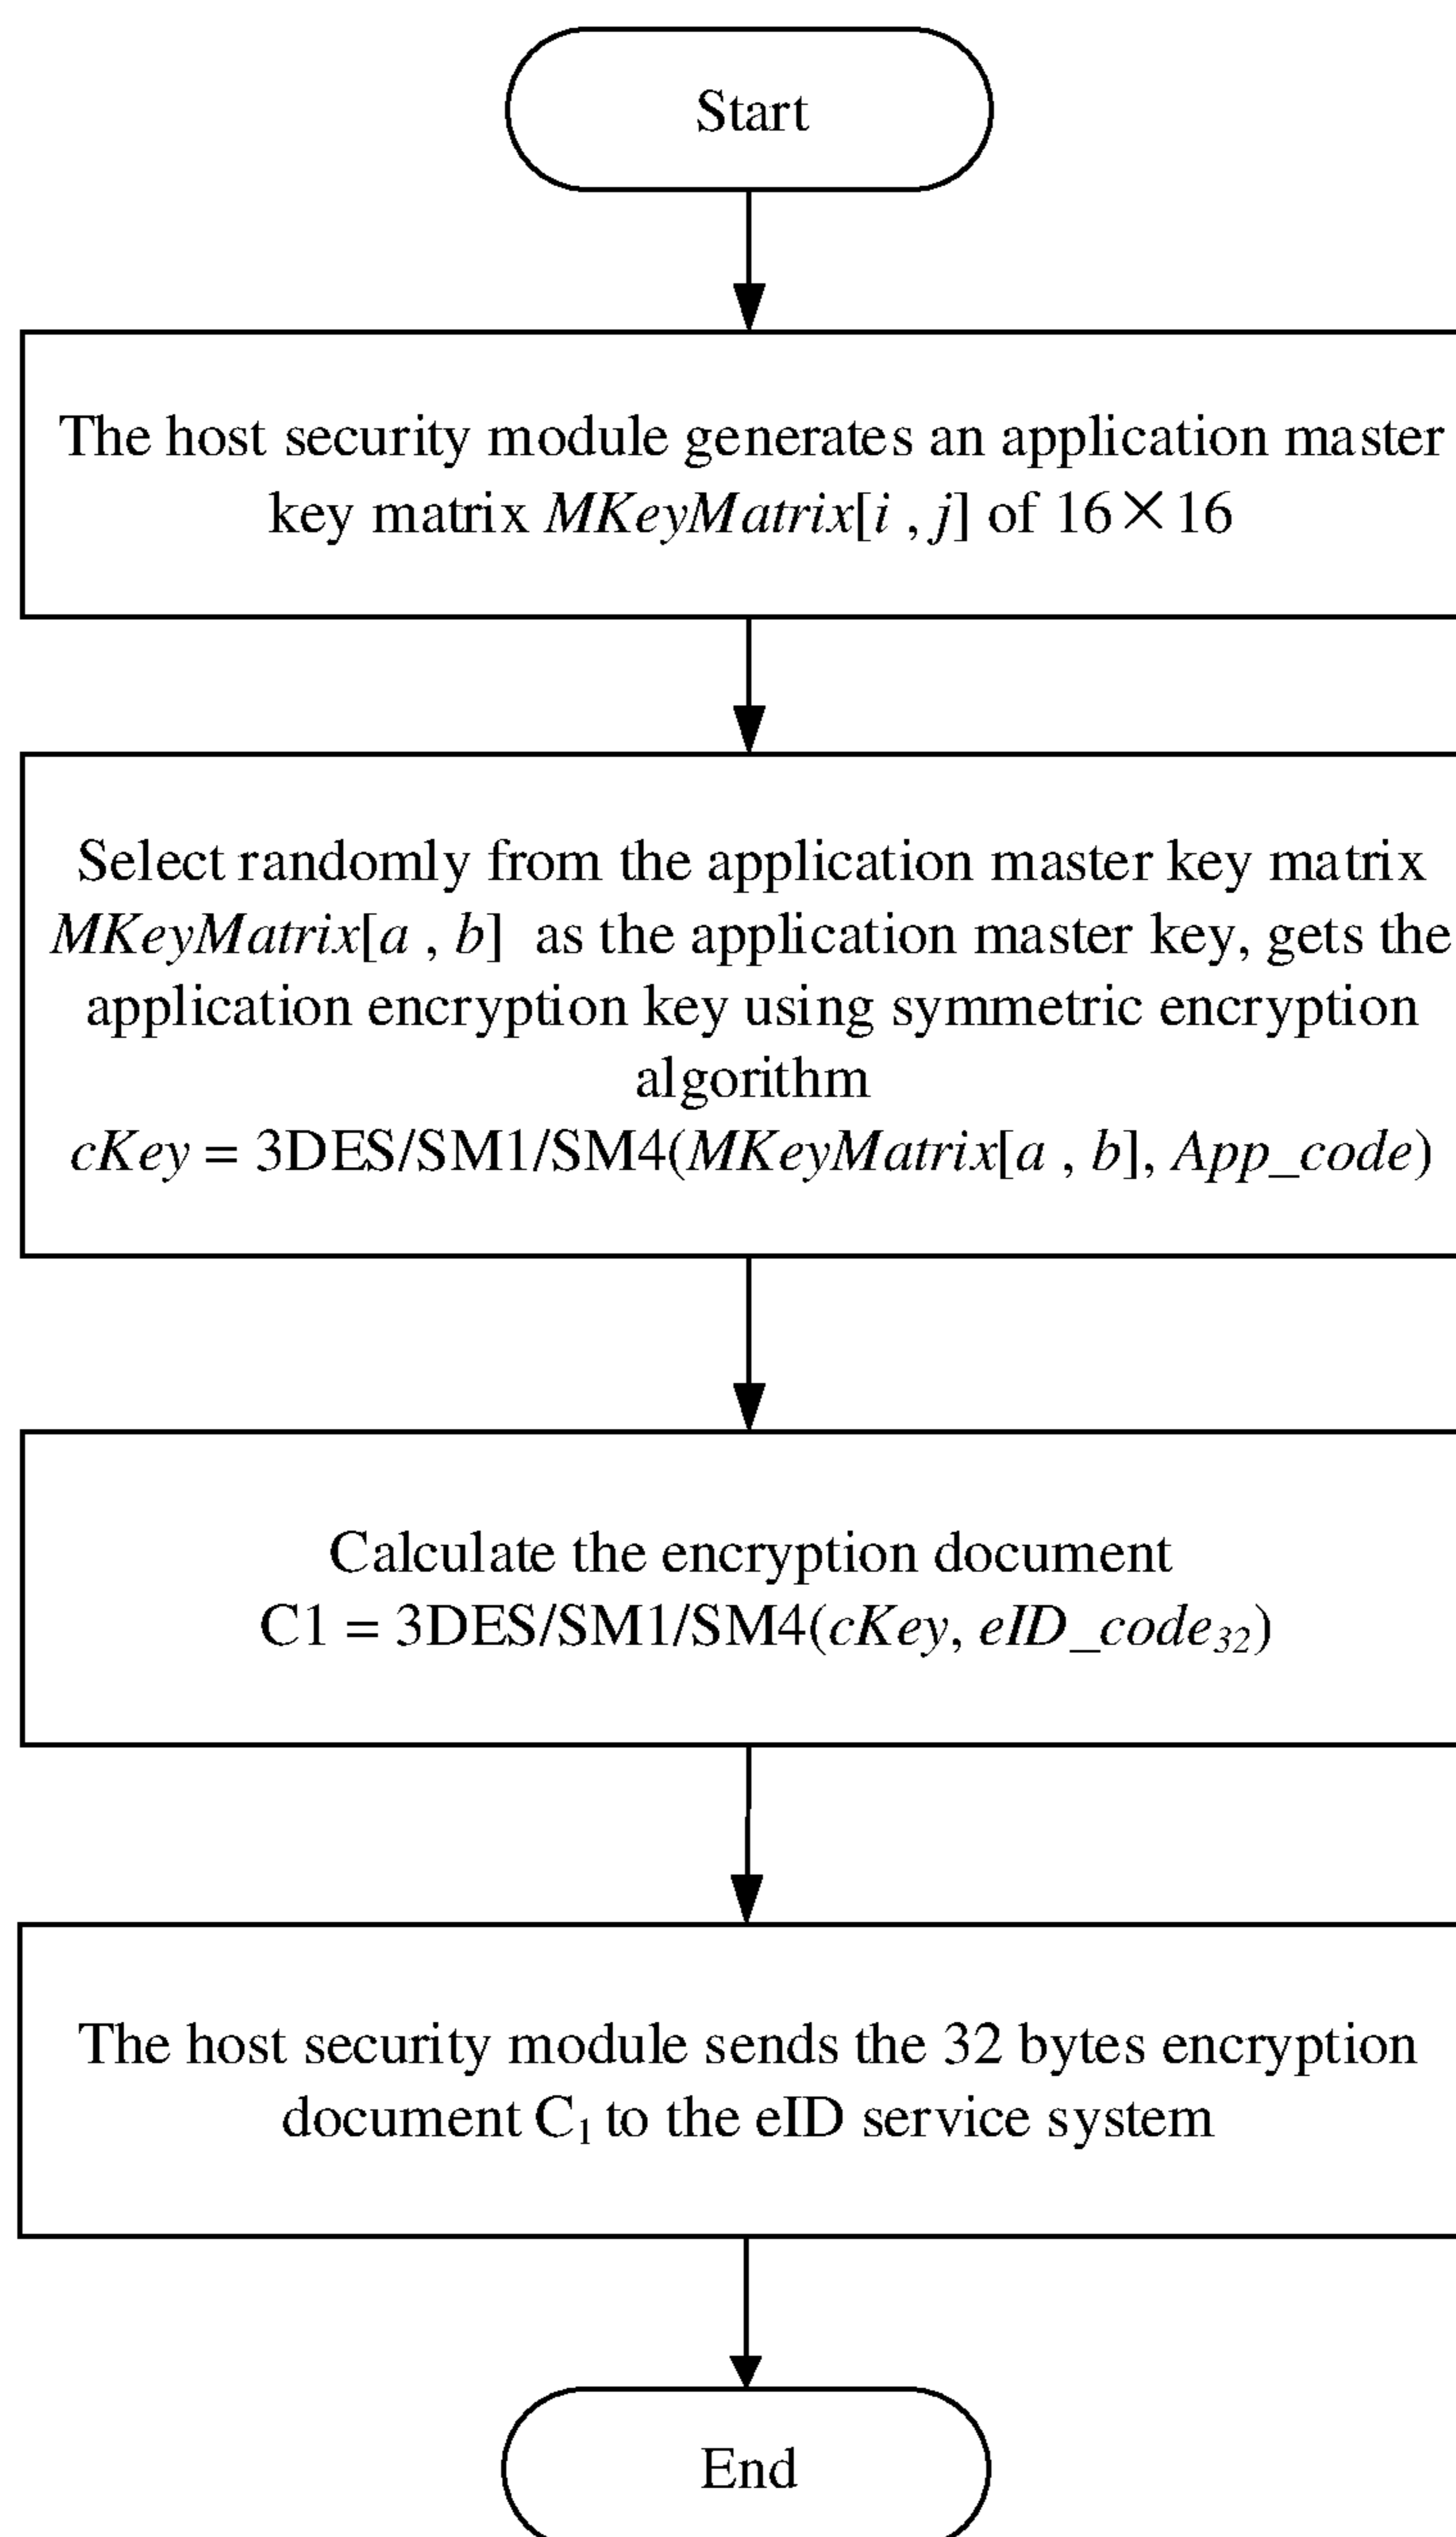 Start
The host security module generates an application master
key matrix MKeyMatrix[i , j] of 16×16
Select randomly from the application master key matrix
MKeyMatrix[a , b] as the application master key, gets the
application encryption key using symmetric encryption
algorithm
cKey = 3DES/SM1/SM4(MKeyMatrix[a , b], App_code)
Calculate the encryption document
C1 = 3DES/SM1/SM4(cKey, eID_code₃₂)
The host security module sends the 32 bytes encryption
document C₁ to the eID service system
End